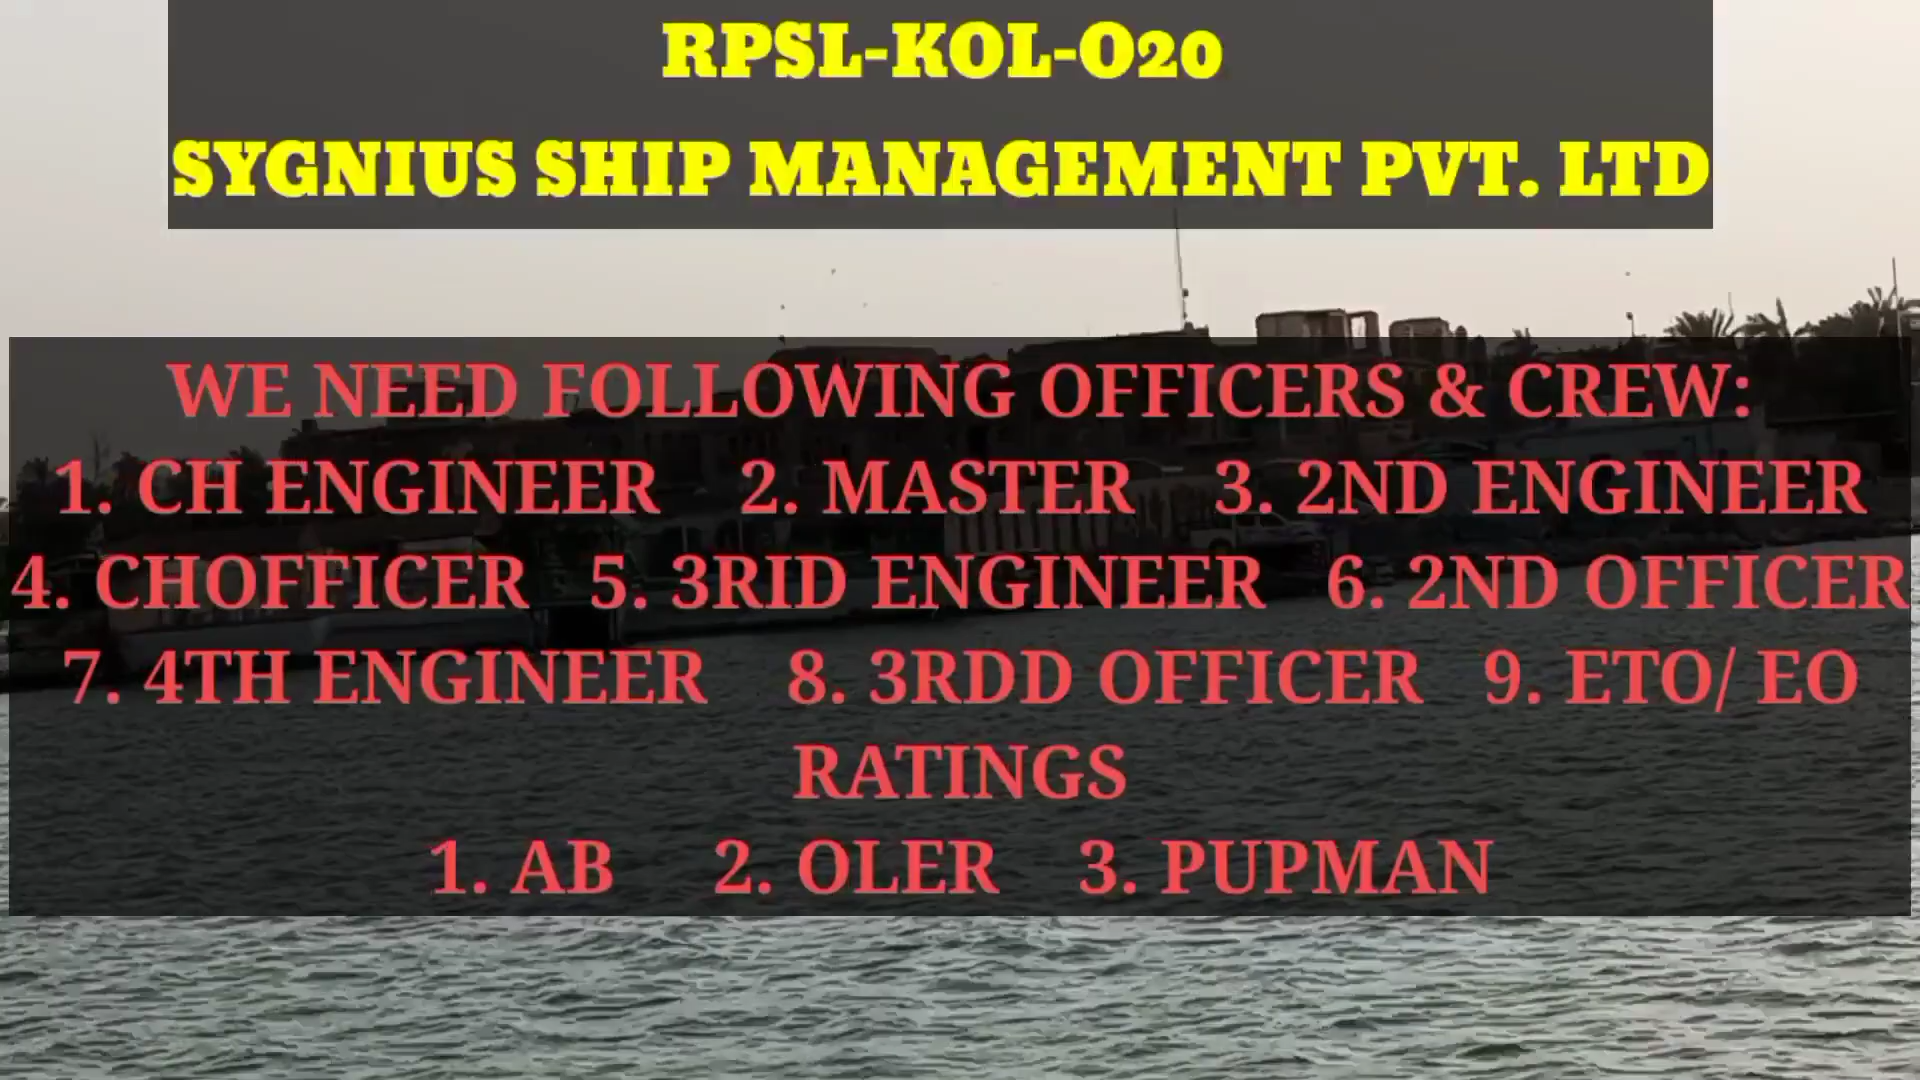 RPSL-KOL-O20
SYGNIUS SHIP MANAGEMENT PVT. LTD
WE NEED FOLLOWING OFFICERS & CREW:
1. CH ENGINEER 2. MASTER 3. 2ND ENGINEER
4. CHOFFICER 5. 3RID ENGINEER 6. 2ND OFFICER
7. 4TH ENGINEER 8. 3RDD OFFICER 9. ETO/ EO
RATINGS
1. AB 2. OLER 3. PUPMAN